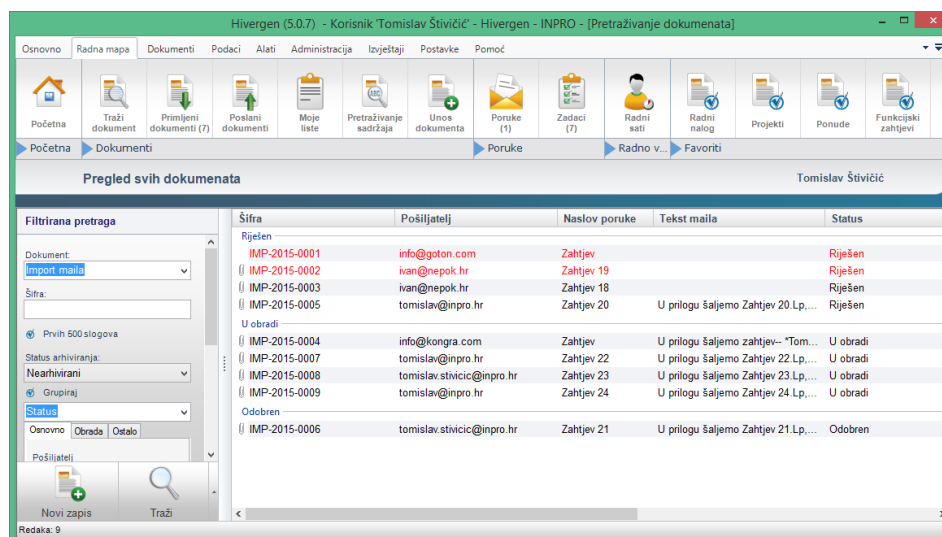 Hivergen (5.0.7) - Korisnik 'Tomislav Štivičić' - Hivergen - INPRO - [Pretraživanje dokumenata]
Osnovno Radna mapa Dokumenti Podaci Alati Administracija Izvještaji Postavke Pomoć
Početna
Traži dokument
Primljeni dokumenti (7)
Poslani dokumenti
Moje liste
ABC
Pretraživanje sadržaja
Unos dokumenta
Poruke (1)
Zadaci (7)
Radni sati
Radni nalog
Projekti
Ponude
Funkcijski zahtjevi
Početna Dokumenti Poruke Radno v... Favoriti
Pregled svih dokumenata Tomislav Štivičić
Filtrirana pretraga
Dokument:
Import maila
Šifra:
Prvih 500 slogova
Status arhiviranja:
Nearhivirani
Grupiraj
Status
Osnovno Obrada Ostalo
Pošiljatelj
Novi zapis Traži
Šifra Pošiljatelj Naslov poruke Tekst maila Status
Riješen
IMP-2015-0001 info@goton.com Zahtjev Riješen
IMP-2015-0002 ivan@nepok.hr Zahtjev 19 Riješen
IMP-2015-0003 ivan@nepok.hr Zahtjev 18 Riješen
IMP-2015-0005 tomislav@inpro.hr Zahtjev 20 U prilogu šaljemo Zahtjev 20.Lp,... Riješen
U obradi
IMP-2015-0004 info@kongra.com Zahtjev U prilogu šaljemo zahtjev-- *Tom... U obradi
IMP-2015-0007 tomislav@inpro.hr Zahtjev 22 U prilogu šaljemo Zahtjev 22.Lp,... U obradi
IMP-2015-0008 tomislav.stivicic@inpro.hr Zahtjev 23 U prilogu šaljemo Zahtjev 23.Lp,... U obradi
IMP-2015-0009 tomislav@inpro.hr Zahtjev 24 U prilogu šaljemo Zahtjev 24.Lp,... U obradi
Odobren
IMP-2015-0006 tomislav.stivicic@inpro.hr Zahtjev 21 U prilogu šaljemo Zahtjev 21.Lp,... Odobren
Redaka: 9